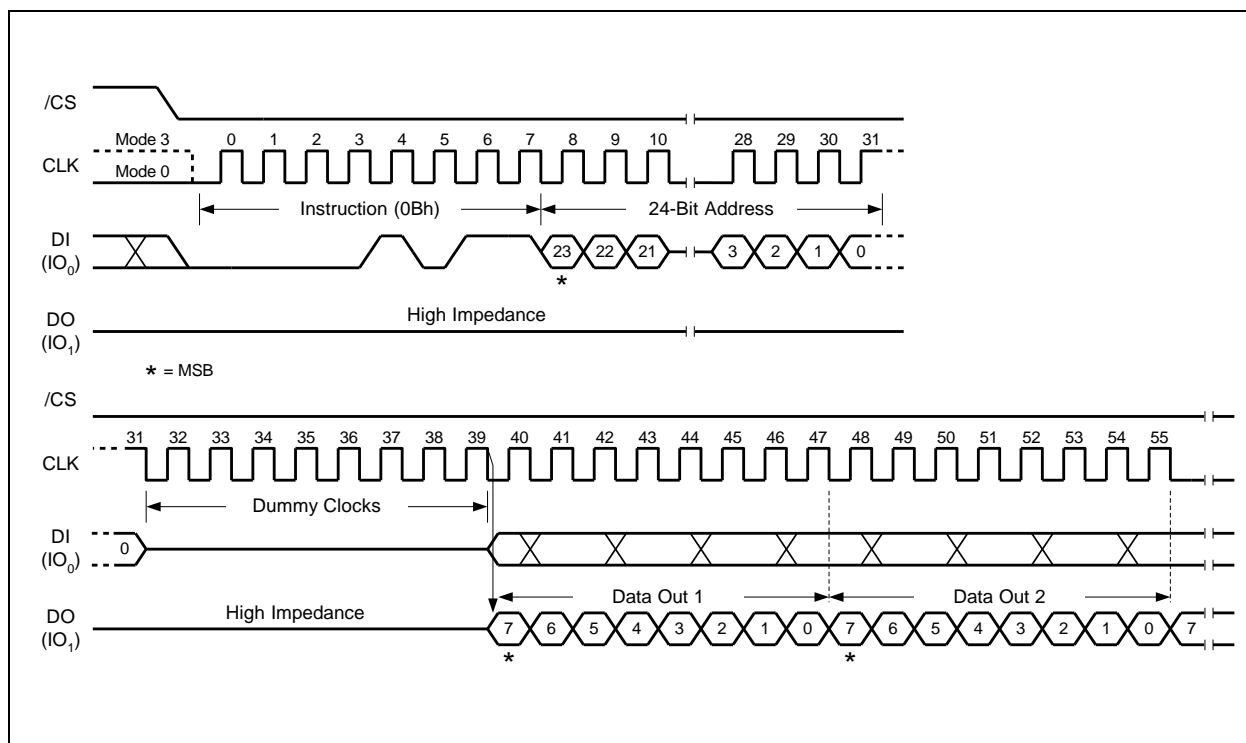 /CS
Mode 3 0 1 2 3 4 5 6 7 8 9 10 28 29 30 31
CLK
Mode 0
Instruction (0Bh) 24-Bit Address
DI
(IO0)
23 22 21 3 2 1 0
*
High Impedance
DO
(IO1)
* = MSB
/CS
31 32 33 34 35 36 37 38 39 40 41 42 43 44 45 46 47 48 49 50 51 52 53 54 55
CLK
Dummy Clocks
DI
(IO0)
0
Data Out 1 Data Out 2
High Impedance
DO
(IO1)
7 6 5 4 3 2 1 0 7 6 5 4 3 2 1 0 7
* *